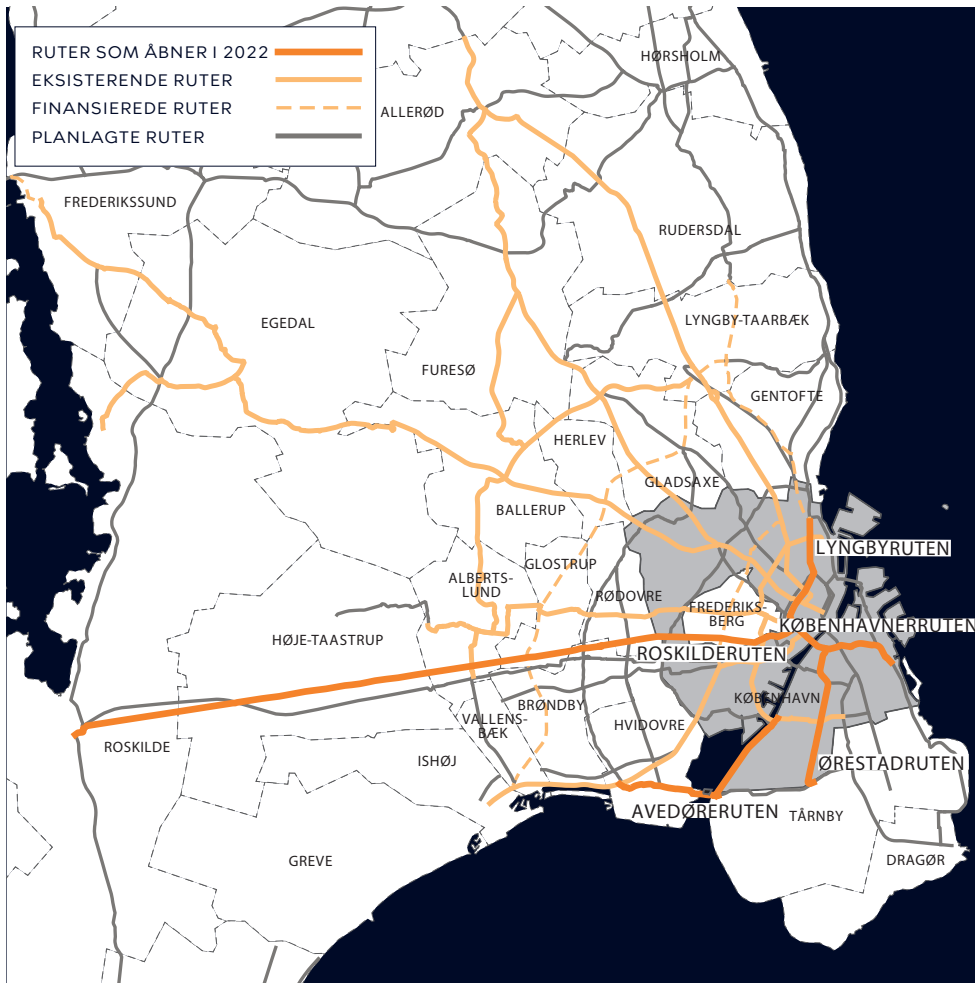 RUTER SOM ÅBNER I 2022
EKSISTERENDE RUTER
FINANSIEREDE RUTER
PLANLAGTE RUTER
HØRSHOLM
ALLERØD
FREDERIKSSUND
RUDERSDAL
EGEDAL
LYNGBY-TAARBÆK
FURESØ
GENTOFTE
HERLEV
GLADSAXE
BALLERUP
LYNGBYRUTEN
GLOSTRUP
ALBERTS-
LUND
RØDOVRE
FREDERIKS-
BERG
KØBENHAVNERRUTEN
HØJE-TAASTRUP
ROSKILDERUTEN
KØBENHAVN
BRØNDBY
VALLENS-
BÆK
HVIDOVRE
ROSKILDE
ISHØJ
ØRESTADRUTEN
AVEDØRERUTEN
TÅRNBY
GREVE
DRAGØR